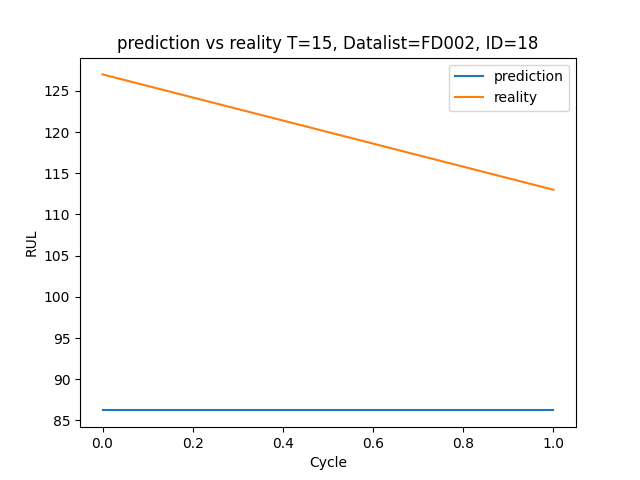 prediction vs reality T=15, Datalist=FD002, ID=18
prediction
reality
125
120
115
110
105
100
95
90
85
RUL
0.0 0.2 0.4 0.6 0.8 1.0
Cycle